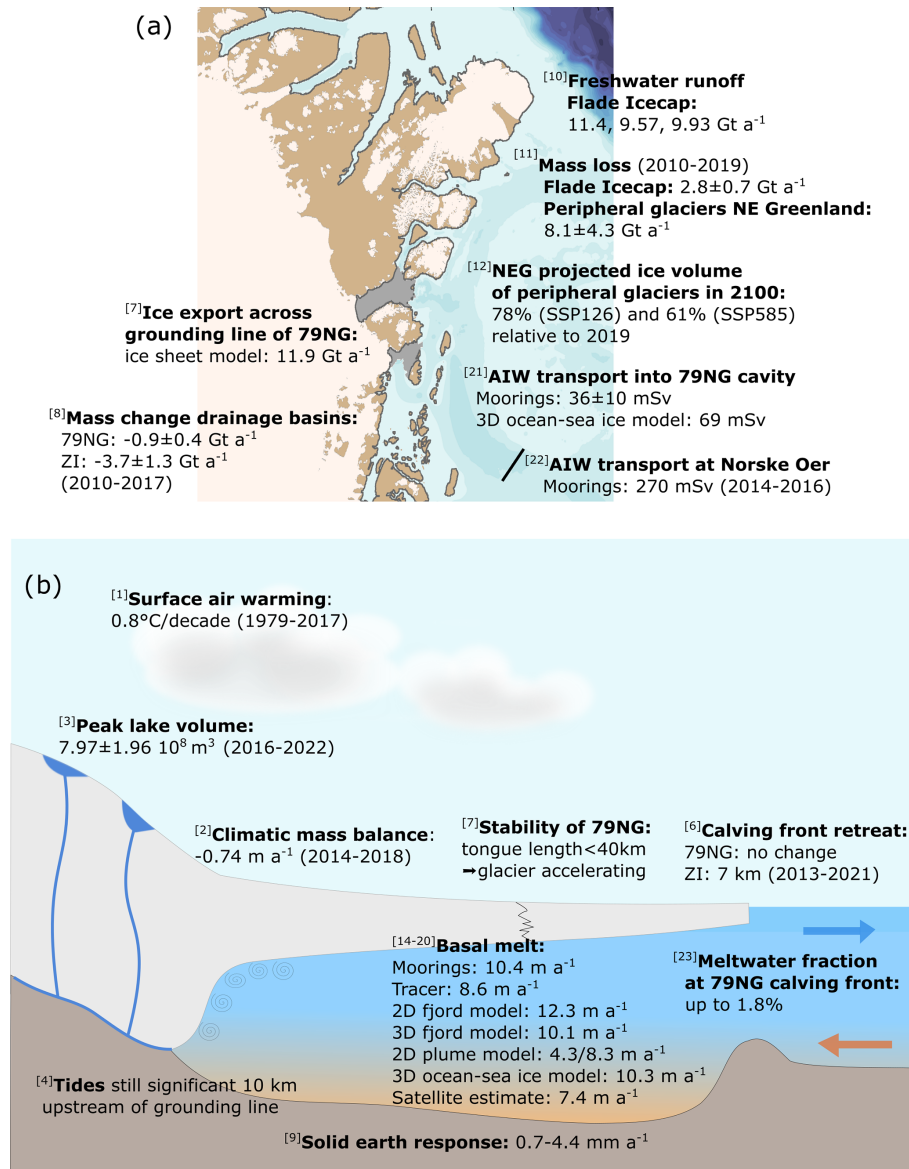 (a)
[10]Freshwater runoff
Flade Icecap:
11.4, 9.57, 9.93 Gt a⁻¹
[11]Mass loss (2010-2019)
Flade Icecap: 2.8±0.7 Gt a⁻¹
Peripheral glaciers NE Greenland:
8.1±4.3 Gt a⁻¹
[12]NEG projected ice volume
of peripheral glaciers in 2100:
78% (SSP126) and 61% (SSP585)
relative to 2019
[7]Ice export across
grounding line of 79NG:
ice sheet model: 11.9 Gt a⁻¹
[21]AIW transport into 79NG cavity
Moorings: 36±10 mSv
3D ocean-sea ice model: 69 mSv
[8]Mass change drainage basins:
79NG: -0.9±0.4 Gt a⁻¹
ZI: -3.7±1.3 Gt a⁻¹
(2010-2017)
[22]AIW transport at Norske Oer
Moorings: 270 mSv (2014-2016)
(b)
[1]Surface air warming:
0.8°C/decade (1979-2017)
[3]Peak lake volume:
7.97±1.96 10⁸ m³ (2016-2022)
[2]Climatic mass balance:
-0.74 m a⁻¹ (2014-2018)
[7]Stability of 79NG:
tongue length<40km
➞glacier accelerating
[6]Calving front retreat:
79NG: no change
ZI: 7 km (2013-2021)
[14-20]Basal melt:
Moorings: 10.4 m a⁻¹
Tracer: 8.6 m a⁻¹
2D fjord model: 12.3 m a⁻¹
3D fjord model: 10.1 m a⁻¹
2D plume model: 4.3/8.3 m a⁻¹
3D ocean-sea ice model: 10.3 m a⁻¹
Satellite estimate: 7.4 m a⁻¹
[23]Meltwater fraction
at 79NG calving front:
up to 1.8%
[4]Tides still significant 10 km
upstream of grounding line
[9]Solid earth response: 0.7-4.4 mm a⁻¹